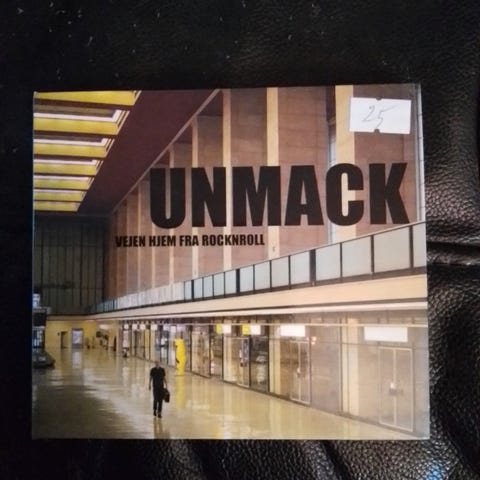 25
UNMACK
VEJEN HJEM FRA ROCKNROLL